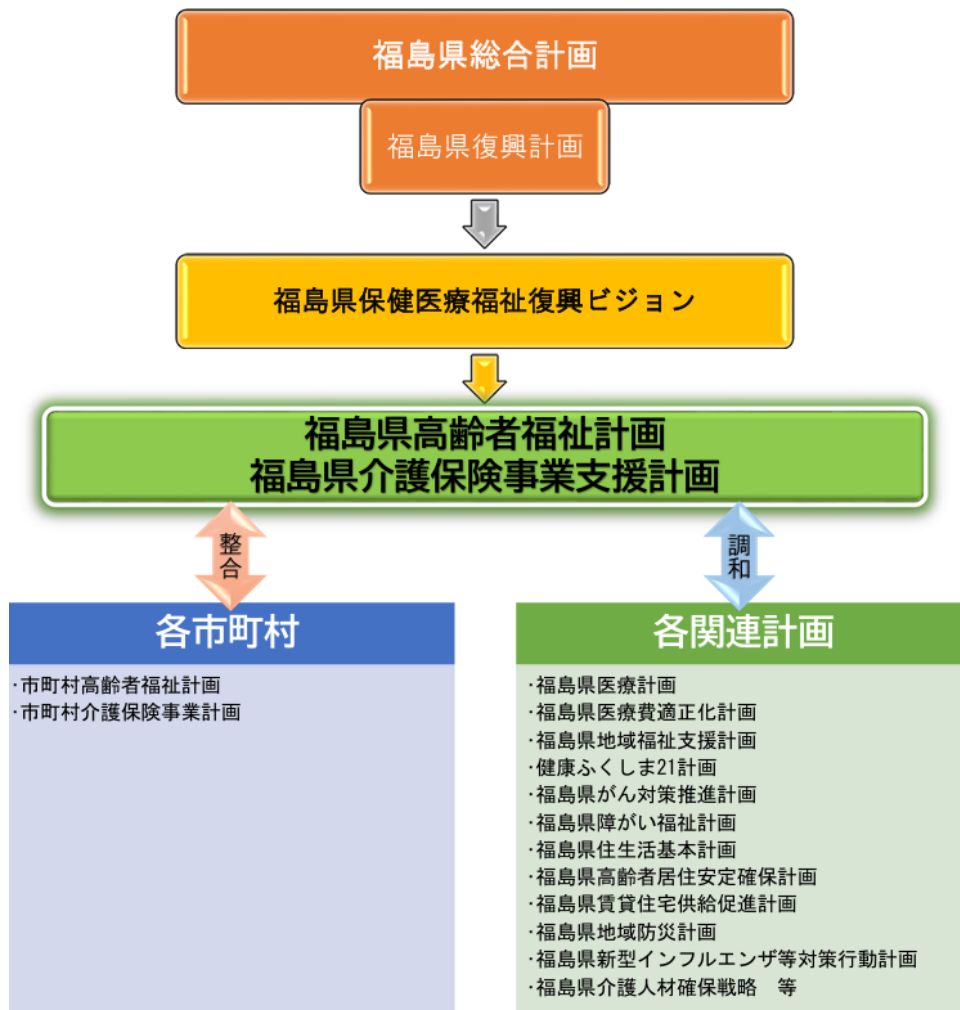 福島県総合計画
福島県復興計画
福島県保健医療福祉復興ビジョン
福島県高齢者福祉計画
福島県介護保険事業支援計画
整合
調和
各市町村
・市町村高齢者福祉計画
・市町村介護保険事業計画
各関連計画
・福島県医療計画
・福島県医療費適正化計画
・福島県地域福祉支援計画
・健康ふくしま21計画
・福島県がん対策推進計画
・福島県障がい福祉計画
・福島県住生活基本計画
・福島県高齢者居住安定確保計画
・福島県賃貸住宅供給促進計画
・福島県地域防災計画
・福島県新型インフルエンザ等対策行動計画
・福島県介護人材確保戦略　等